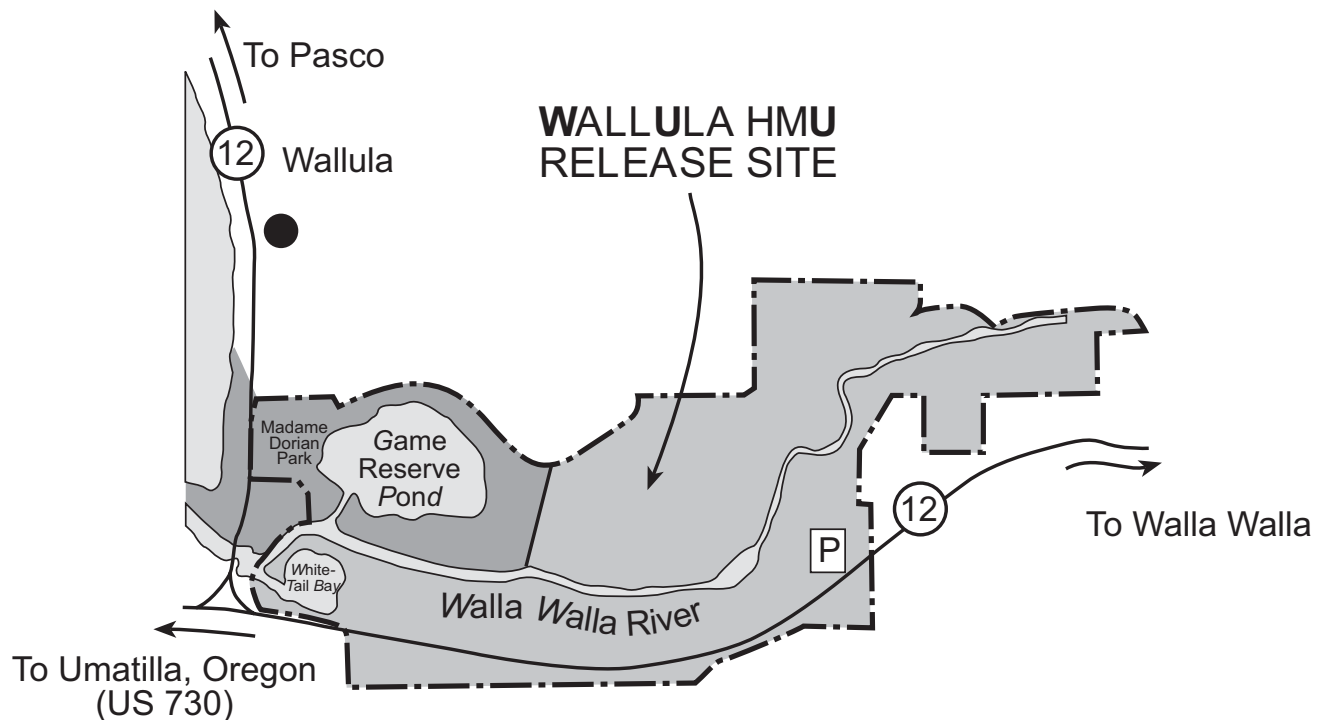 To Pasco
WALLULA HMU
RELEASE SITE
12
Wallula
Madame
Dorian
Park
Game
Reserve
Pond
12
To Walla Walla
P
White-
Tail Bay
Walla Walla River
To Umatilla, Oregon
(US 730)